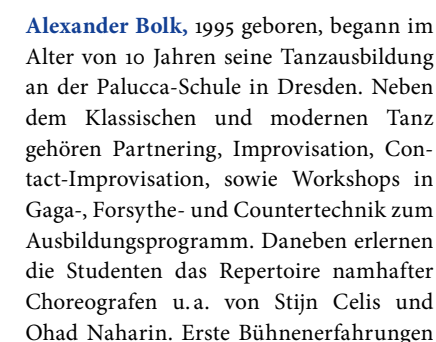 Alexander Bolk, 1995 geboren, begann im
Alter von 10 Jahren seine Tanzausbildung
an der Palucca-Schule in Dresden. Neben
dem Klassischen und modernen Tanz
gehören Partnering, Improvisation, Con-
tact-Improvisation, sowie Workshops in
Gaga-, Forsythe- und Countertechnik zum
Ausbildungsprogramm. Daneben erlernen
die Studenten das Repertoire namhafter
Choreografen u. a. von Stijn Celis und
Ohad Naharin. Erste Bühnenerfahrungen